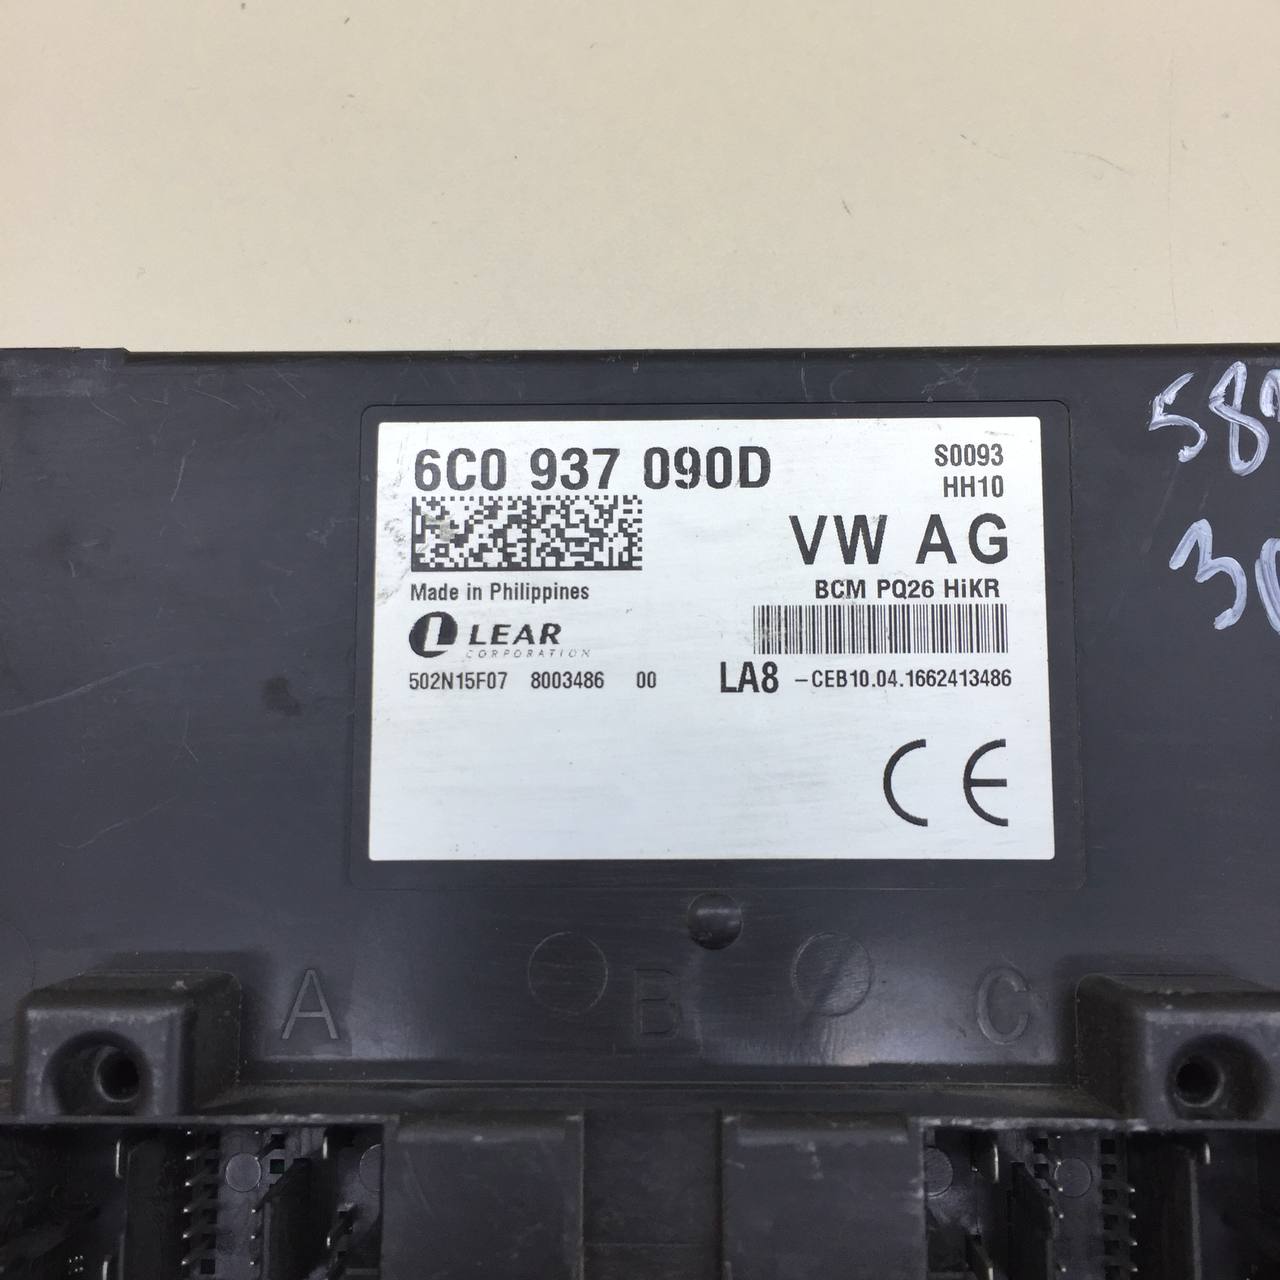 6C0 937 090D
S0093
HH10
VW AG
Made in Philippines
BCM PQ26 HiKR
LEAR
CORPORATION
502N15F07 8003486 00
LA8 -CEB10.04.1662413486
CE
A B C